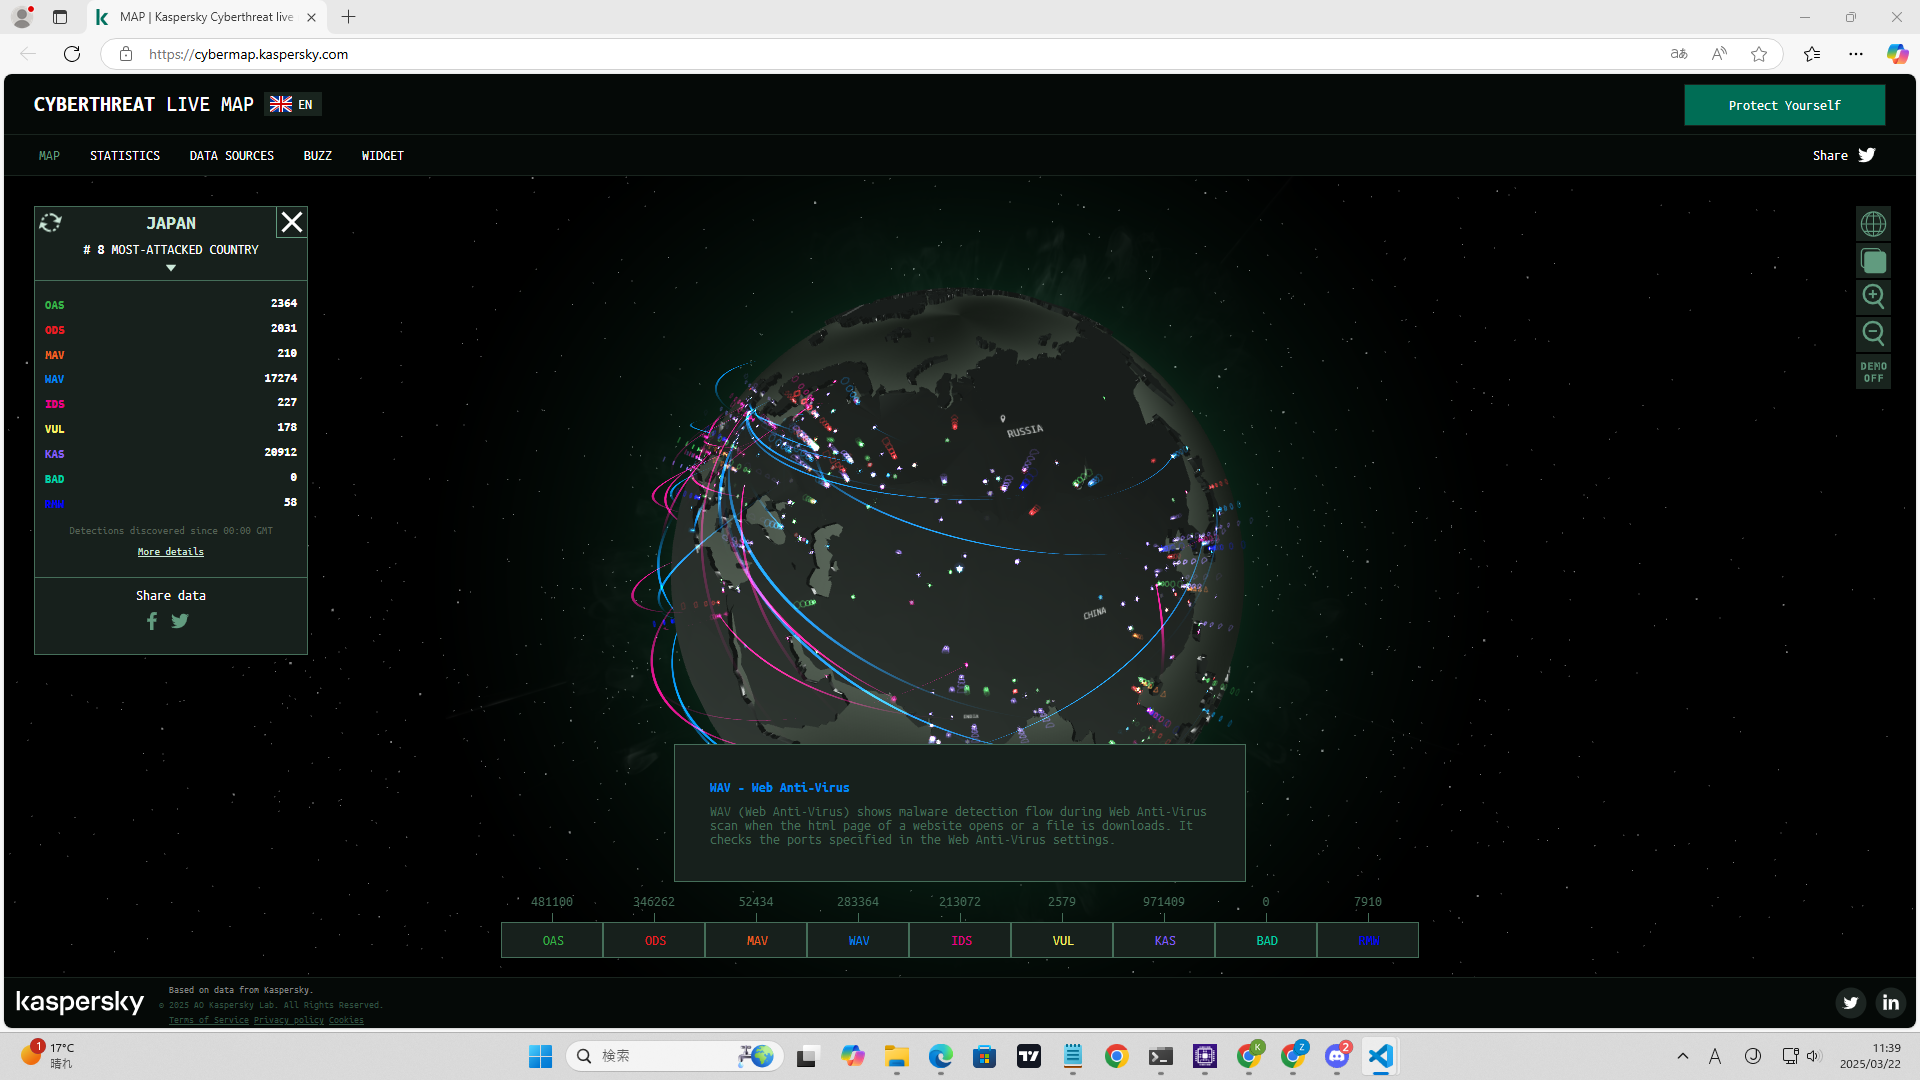 MAP | Kaspersky Cyberthreat live
https://cybermap.kaspersky.com
CYBERTHREAT LIVE MAP EN
Protect Yourself
MAP STATISTICS DATA SOURCES BUZZ WIDGET
Share
JAPAN
# 8 MOST-ATTACKED COUNTRY
OAS 2364
ODS 2031
MAV 210
WAV 17274
IDS 227
VUL 178
KAS 20912
BAD 0
RMW 58
Detections discovered since 00:00 GMT
More details
Share data
DEMO
OFF
RUSSIA
CHINA
INDIA
WAV - Web Anti-Virus
WAV (Web Anti-Virus) shows malware detection flow during Web Anti-Virus
scan when the html page of a website opens or a file is downloads. It
checks the ports specified in the Web Anti-Virus settings.
481100 346262 52434 283364 213072 2579 971409 0 7910
OAS ODS MAV WAV IDS VUL KAS BAD RMW
kaspersky
Based on data from Kaspersky.
© 2025 AO Kaspersky Lab. All Rights Reserved.
Terms of Service Privacy policy Cookies
1
17°C
晴れ
検索
K
Z
2
A
11:39
2025/03/22